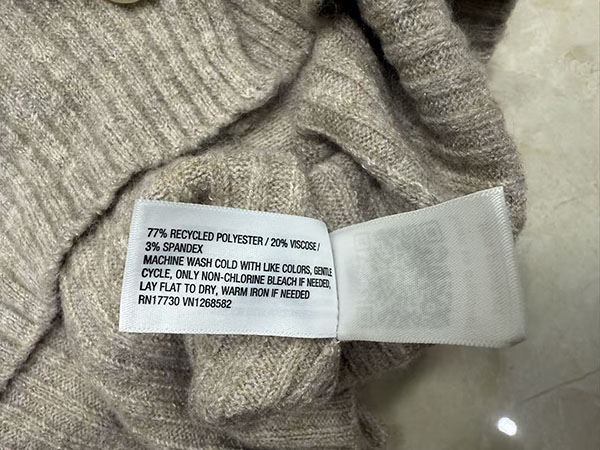 77% RECYCLED POLYESTER / 20% VISCOSE /
3% SPANDEX
MACHINE WASH COLD WITH LIKE COLORS, GENTLE
CYCLE, ONLY NON-CHLORINE BLEACH IF NEEDED,
LAY FLAT TO DRY, WARM IRON IF NEEDED
RN17730 VN1268582